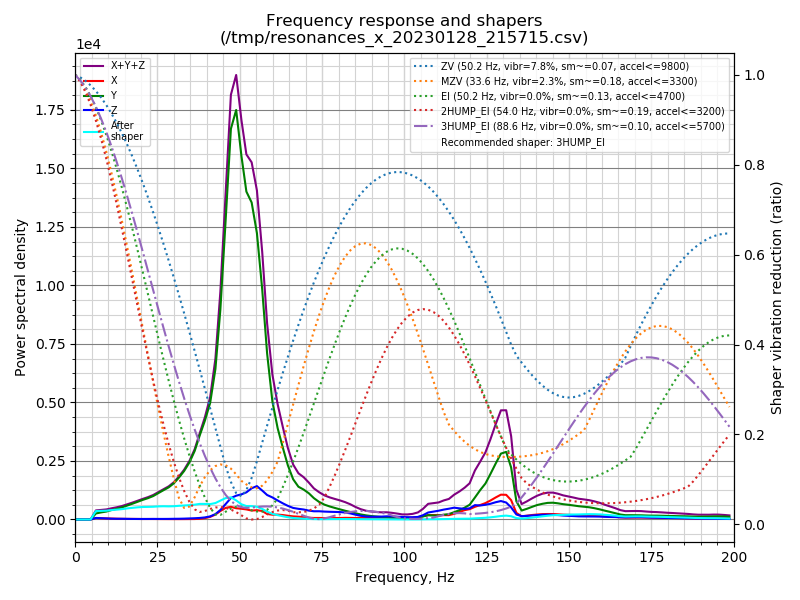 Frequency response and shapers
(/tmp/resonances_x_20230128_215715.csv)
1e4
X+Y+Z
X
Y
Z
After
shaper
ZV (50.2 Hz, vibr=7.8%, sm~=0.07, accel<=9800)
MZV (33.6 Hz, vibr=2.3%, sm~=0.18, accel<=3300)
EI (50.2 Hz, vibr=0.0%, sm~=0.13, accel<=4700)
2HUMP_EI (54.0 Hz, vibr=0.0%, sm~=0.19, accel<=3200)
3HUMP_EI (88.6 Hz, vibr=0.0%, sm~=0.10, accel<=5700)
Recommended shaper: 3HUMP_EI
Power spectral density
1.75
1.50
1.25
1.00
0.75
0.50
0.25
0.00
1.0
0.8
0.6
0.4
0.2
0.0
Shaper vibration reduction (ratio)
0 25 50 75 100 125 150 175 200
Frequency, Hz